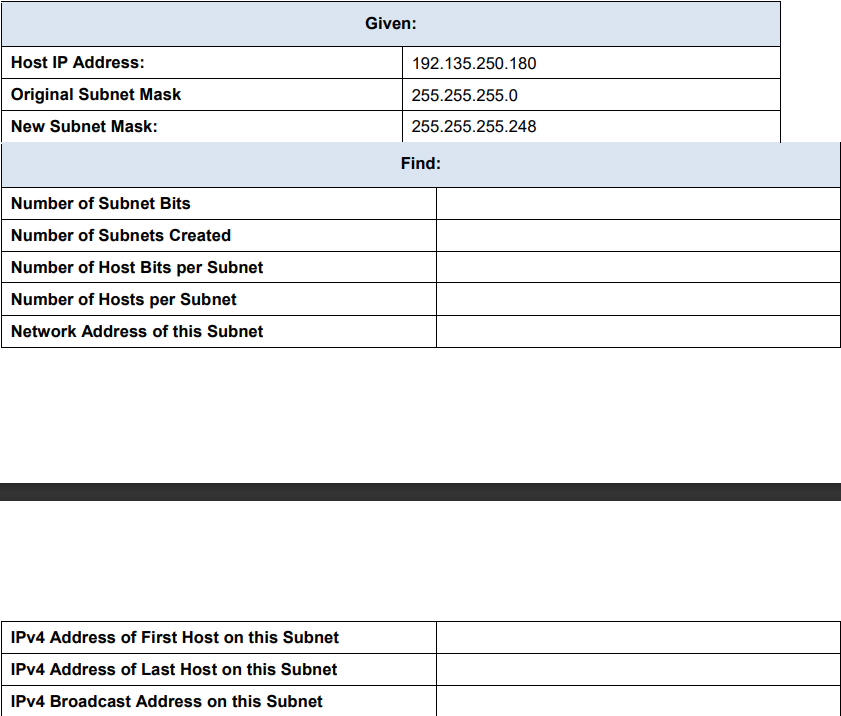 Given:
Host IP Address: 192.135.250.180
Original Subnet Mask 255.255.255.0
New Subnet Mask: 255.255.255.248
Find:
Number of Subnet Bits
Number of Subnets Created
Number of Host Bits per Subnet
Number of Hosts per Subnet
Network Address of this Subnet
IPv4 Address of First Host on this Subnet
IPv4 Address of Last Host on this Subnet
IPv4 Broadcast Address on this Subnet